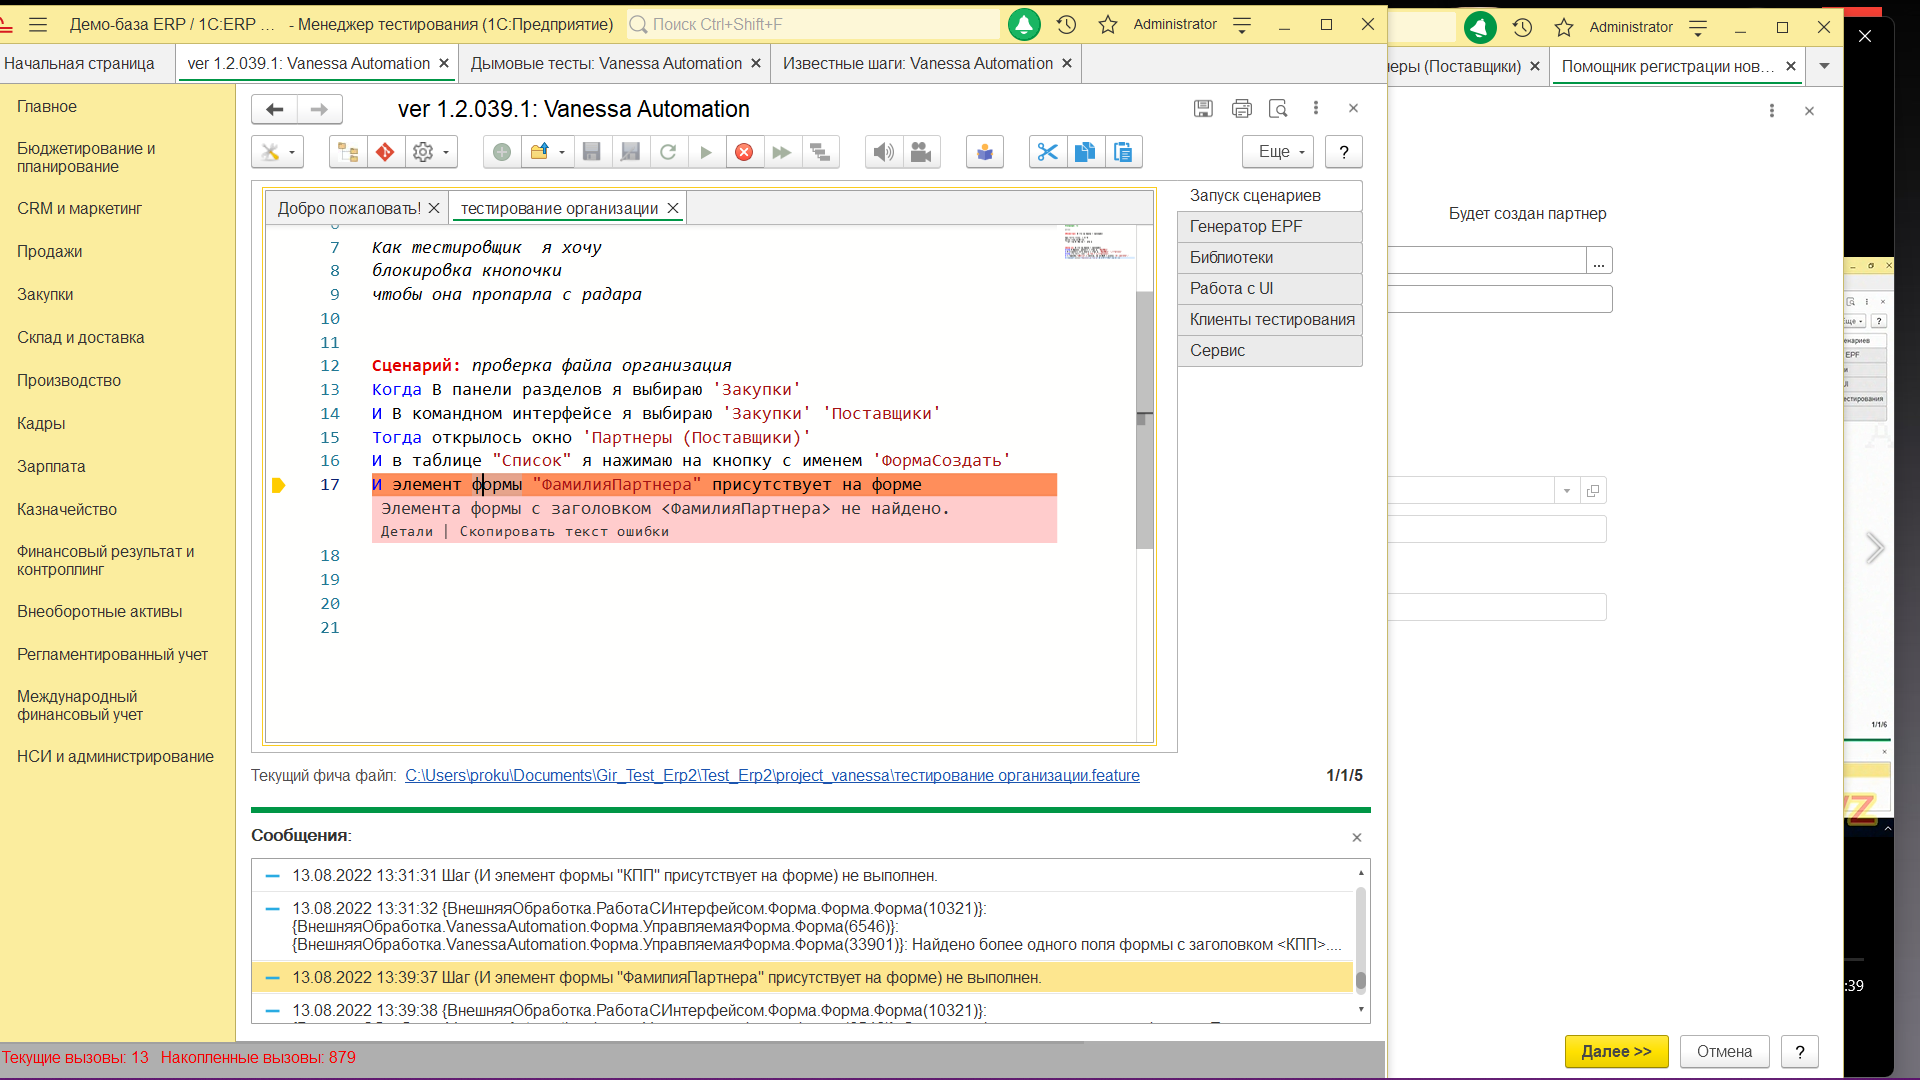 Демо-база ERP / 1С:ERP ... - Менеджер тестирования (1С:Предприятие)
Поиск Ctrl+Shift+F
Administrator
Administrator
Начальная страница
ver 1.2.039.1: Vanessa Automation
Дымовые тесты: Vanessa Automation
Известные шаги: Vanessa Automation
еры (Поставщики)
Помощник регистрации нов...
Главное
Бюджетирование и
планирование
CRM и маркетинг
Продажи
Закупки
Склад и доставка
Производство
Кадры
Зарплата
Казначейство
Финансовый результат и
контроллинг
Внеоборотные активы
Регламентированный учет
Международный
финансовый учет
НСИ и администрирование
ver 1.2.039.1: Vanessa Automation
Еще
?
Добро пожаловать!
тестирование организации
6
7 Как тестировщик я хочу
8 блокировка кнопочки
9 чтобы она пропарла с радара
10
11
12 Сценарий: проверка файла организация
13 Когда В панели разделов я выбираю 'Закупки'
14 И В командном интерфейсе я выбираю 'Закупки' 'Поставщики'
15 Тогда открылось окно 'Партнеры (Поставщики)'
16 И в таблице "Список" я нажимаю на кнопку с именем 'ФормаСоздать'
17 И элемент формы "ФамилияПартнера" присутствует на форме
Элемента формы с заголовком <ФамилияПартнера> не найдено.
Детали | Скопировать текст ошибки
18
19
20
21
Запуск сценариев
Генератор EPF
Библиотеки
Работа с UI
Клиенты тестирования
Сервис
Текущий фича файл: C:\Users\proku\Documents\Gir_Test_Erp2\Test_Erp2\project_vanessa\тестирование организации.feature
1/1/5
Сообщения:
13.08.2022 13:31:31 Шаг (И элемент формы "КПП" присутствует на форме) не выполнен.
13.08.2022 13:31:32 {ВнешняяОбработка.РаботаСИнтерфейсом.Форма.Форма.Форма(10321)}:
{ВнешняяОбработка.VanessaAutomation.Форма.УправляемаяФорма.Форма(6546)}:
{ВнешняяОбработка.VanessaAutomation.Форма.УправляемаяФорма.Форма(33901)}: Найдено более одного поля формы с заголовком <КПП>....
13.08.2022 13:39:37 Шаг (И элемент формы "ФамилияПартнера" присутствует на форме) не выполнен.
13.08.2022 13:39:38 {ВнешняяОбработка.РаботаСИнтерфейсом.Форма.Форма.Форма(10321)}:
Текущие вызовы: 13 Накопленные вызовы: 879
Будет создан партнер
...
Далее >>
Отмена
?
Еще
?
енариев
EPF
естирования
1/1/6
:39